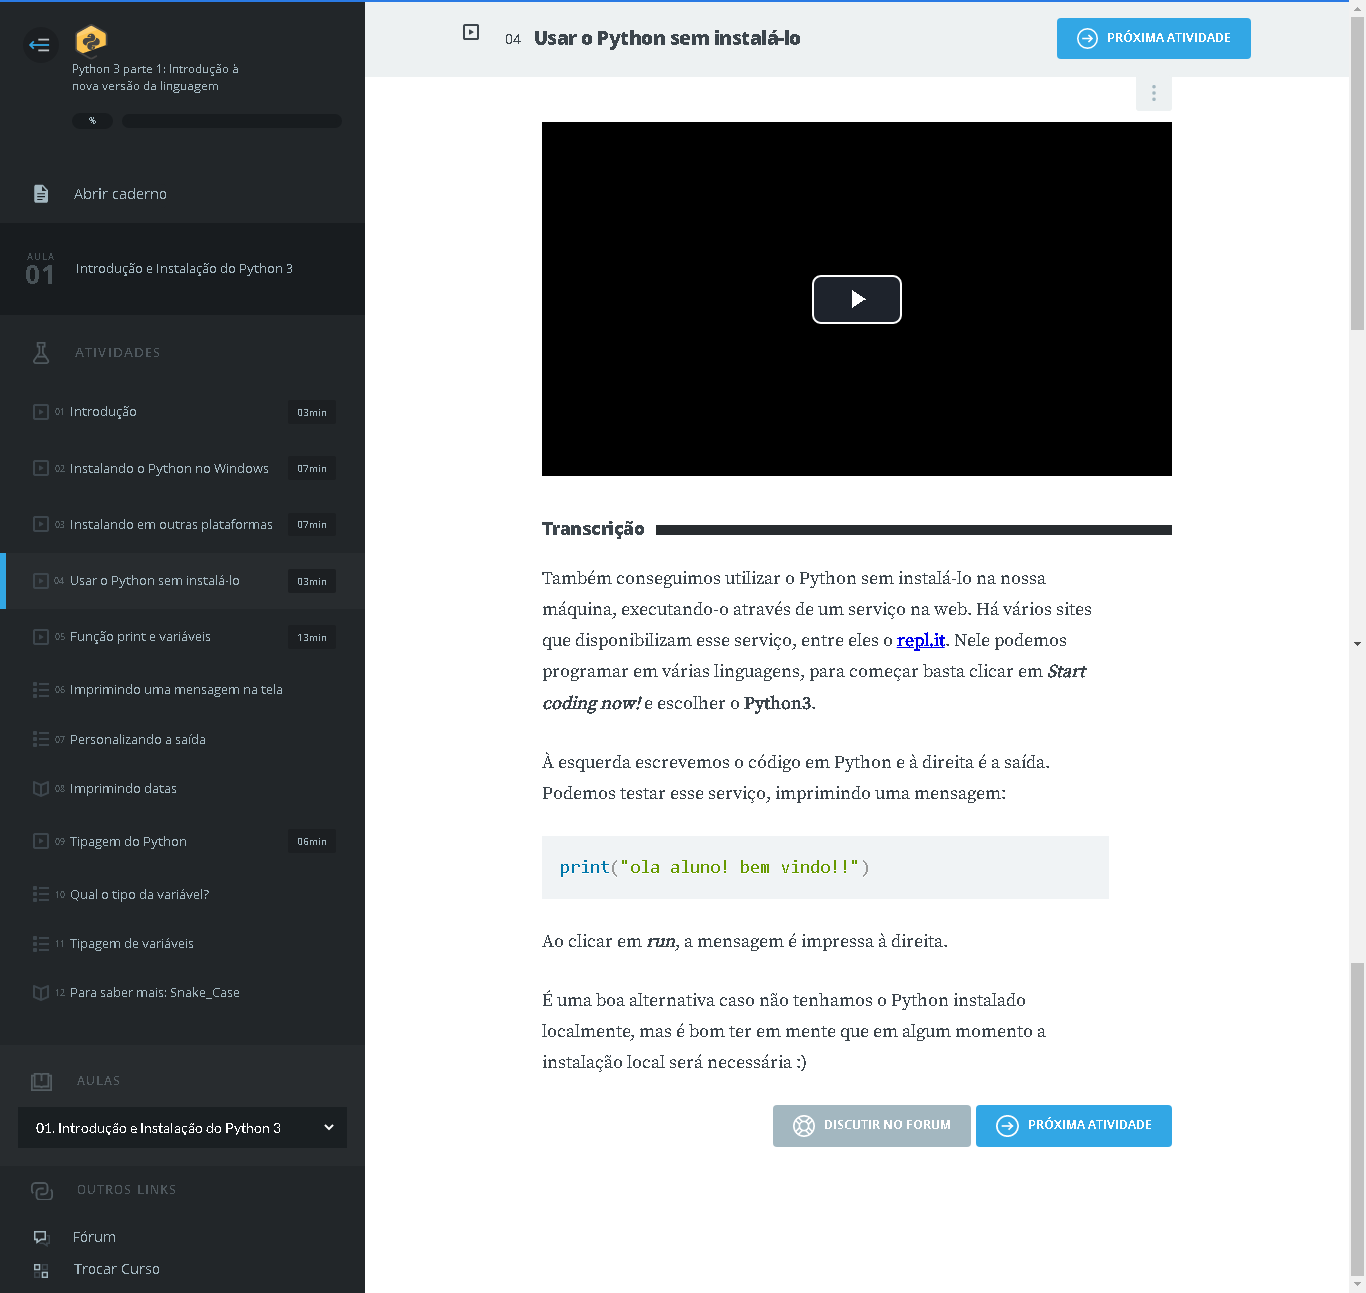 Python 3 parte 1: Introdução à
nova versão da linguagem
%
Abrir caderno
AULA
01
Introdução e Instalação do Python 3
ATIVIDADES
01 Introdução 03min
02 Instalando o Python no Windows 07min
03 Instalando em outras plataformas 07min
04 Usar o Python sem instalá-lo 03min
05 Função print e variáveis 13min
06 Imprimindo uma mensagem na tela
07 Personalizando a saída
08 Imprimindo datas
09 Tipagem do Python 06min
10 Qual o tipo da variável?
11 Tipagem de variáveis
12 Para saber mais: Snake_Case
AULAS
01. Introdução e Instalação do Python 3
OUTROS LINKS
Fórum
Trocar Curso
04 Usar o Python sem instalá-lo
PRÓXIMA ATIVIDADE
Transcrição
Também conseguimos utilizar o Python sem instalá-lo na nossa
máquina, executando-o através de um serviço na web. Há vários sites
que disponibilizam esse serviço, entre eles o repl.it. Nele podemos
programar em várias linguagens, para começar basta clicar em Start
coding now! e escolher o Python3.
À esquerda escrevemos o código em Python e à direita é a saída.
Podemos testar esse serviço, imprimindo uma mensagem:
print("ola aluno! bem vindo!!")
Ao clicar em run, a mensagem é impressa à direita.
É uma boa alternativa caso não tenhamos o Python instalado
localmente, mas é bom ter em mente que em algum momento a
instalação local será necessária :)
DISCUTIR NO FORUM
PRÓXIMA ATIVIDADE